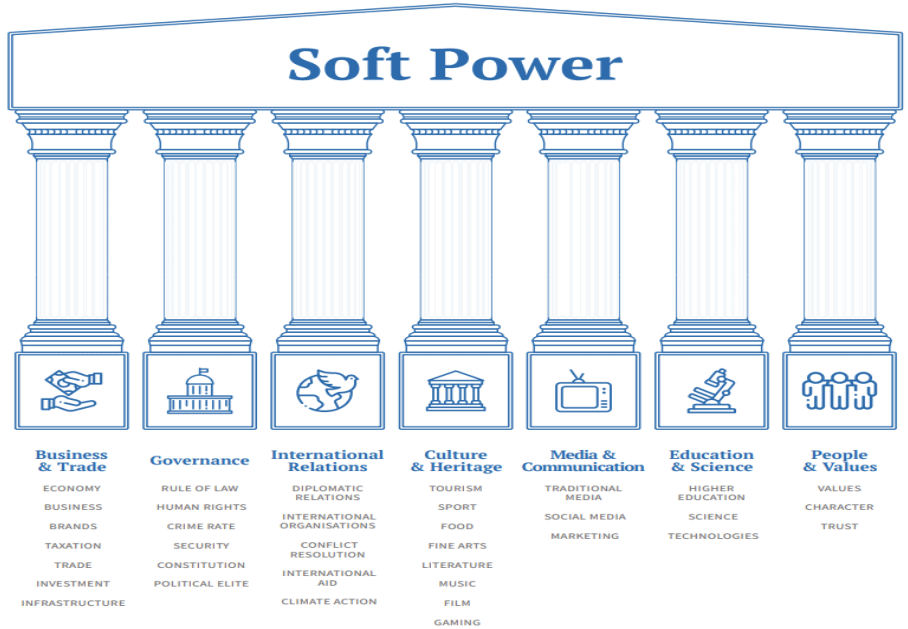 Soft Power
Business
& Trade
ECONOMY
BUSINESS
BRANDS
TAXATION
TRADE
INVESTMENT
INFRASTRUCTURE
Governance
RULE OF LAW
HUMAN RIGHTS
CRIME RATE
SECURITY
CONSTITUTION
POLITICAL ELITE
International
Relations
DIPLOMATIC
RELATIONS
INTERNATIONAL
ORGANISATIONS
CONFLICT
RESOLUTION
INTERNATIONAL
AID
CLIMATE ACTION
Culture
& Heritage
TOURISM
SPORT
FOOD
FINE ARTS
LITERATURE
MUSIC
FILM
GAMING
Media &
Communication
TRADITIONAL
MEDIA
SOCIAL MEDIA
MARKETING
Education
& Science
HIGHER
EDUCATION
SCIENCE
TECHNOLOGIES
People
& Values
VALUES
CHARACTER
TRUST